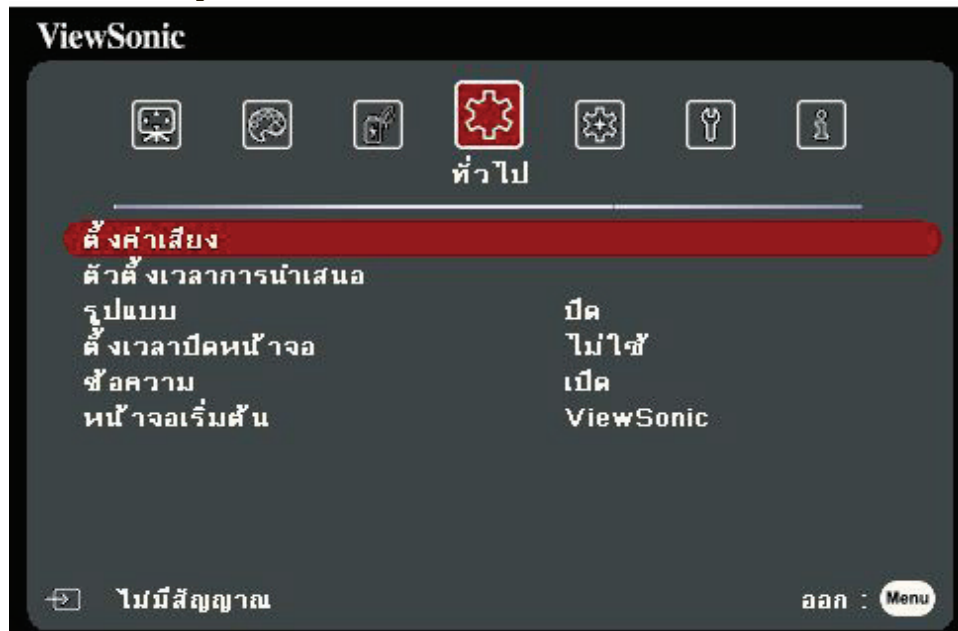 ViewSonic
ทั่วไป
ตั้งค่าเสียง
ตัวตั้งเวลาการนำเสนอ
รูปแบบ ปิด
ตั้งเวลาปิดหน้าจอ ไม่ใช้
ข้อความ เปิด
หน้าจอเริ่มต้น ViewSonic
ไม่มีสัญญาณ ออก : Menu